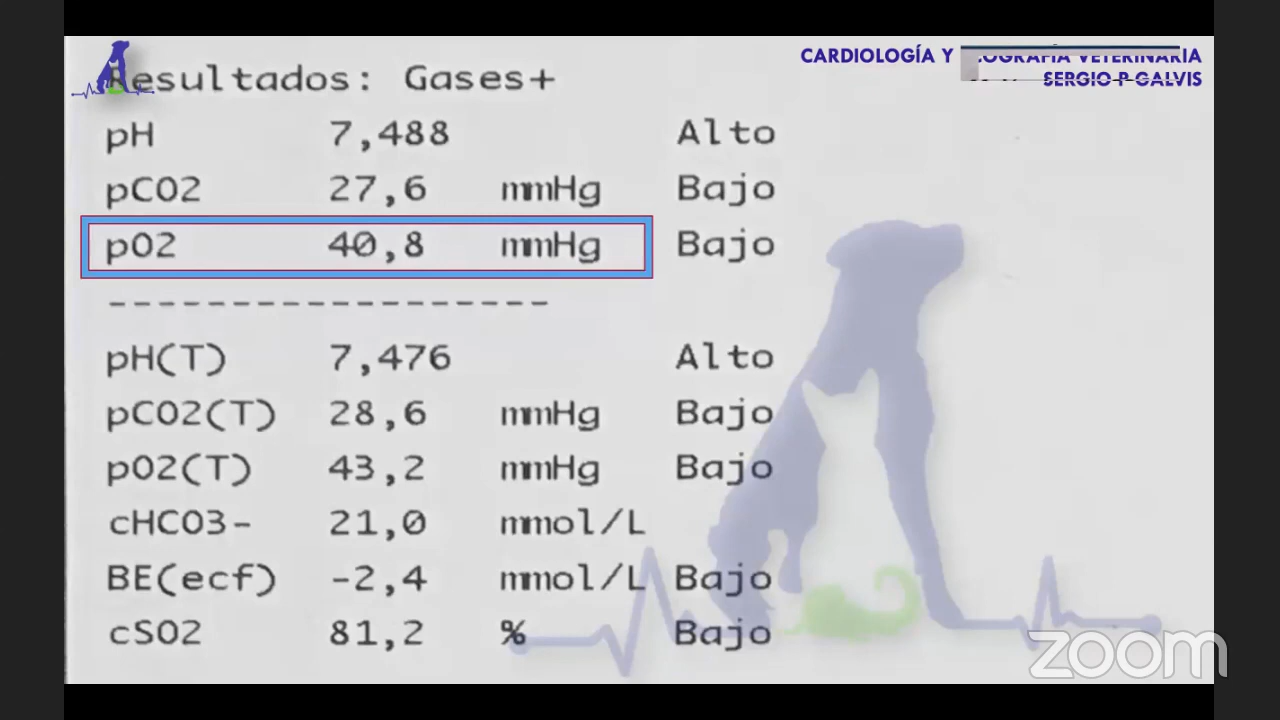 CARDIOLOGÍA Y VETERINARIA
SERGIO P GALVIS
Resultados: Gases+
pH 7,488 Alto
pCO2 27,6 mmHg Bajo
pO2 40,8 mmHg Bajo
------------------
pH(T) 7,476 Alto
pCO2(T) 28,6 mmHg Bajo
pO2(T) 43,2 mmHg Bajo
cHCO3- 21,0 mmol/L
BE(ecf) -2,4 mmol/L Bajo
cSO2 81,2 % Bajo
zoom